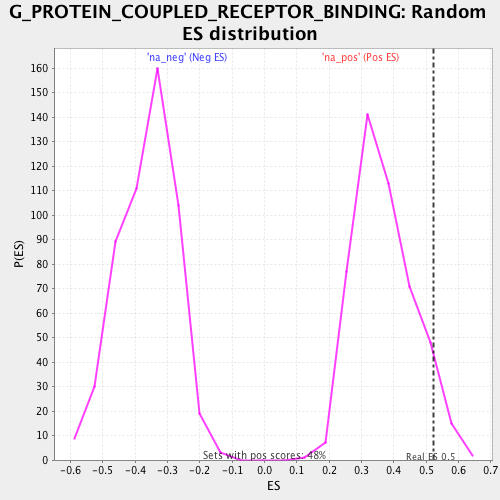 G_PROTEIN_COUPLED_RECEPTOR_BINDING: Random
ES distribution
'na_neg' (Neg ES) 'na_pos' (Pos ES)
160
150
140
130
120
110
100
90
80
70
60
50
40
30
20
10
0
P(ES)
Sets with pos scores: 48%
Real ES 0.5
-0.6 -0.5 -0.4 -0.3 -0.2 -0.1 0.0 0.1 0.2 0.3 0.4 0.5 0.6 0.7
ES